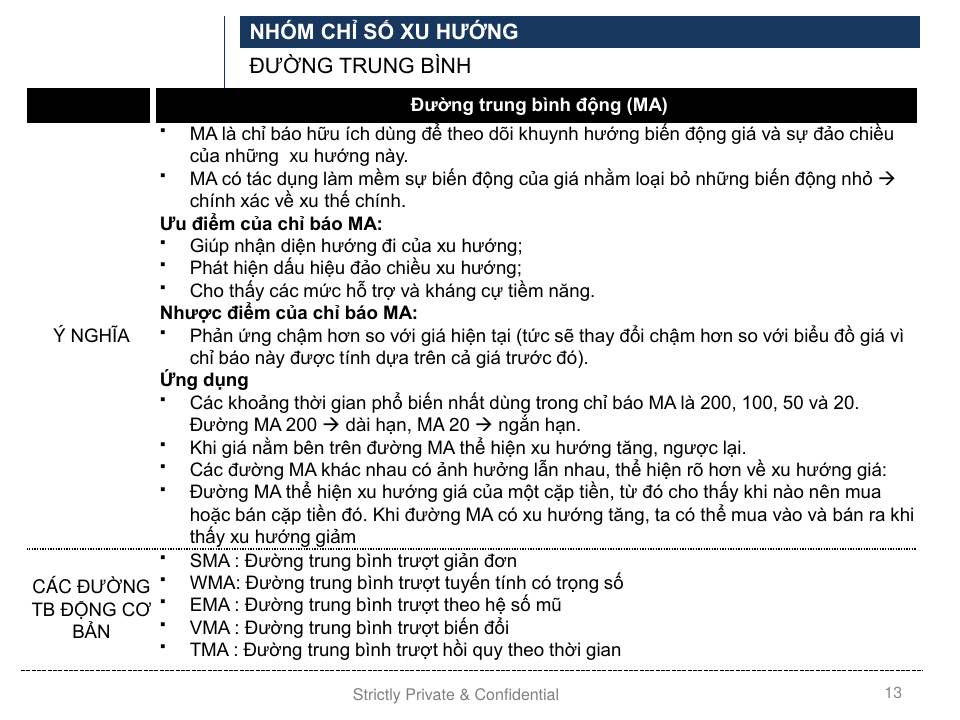 NHÓM CHỈ SỐ XU HƯỚNG
ĐƯỜNG TRUNG BÌNH
Đường trung bình động (MA)
Ý NGHĨA
▪ MA là chỉ báo hữu ích dùng để theo dõi khuynh hướng biến động giá và sự đảo chiều
của những xu hướng này.
▪ MA có tác dụng làm mềm sự biến động của giá nhằm loại bỏ những biến động nhỏ →
chính xác về xu thế chính.
Ưu điểm của chỉ báo MA:
▪ Giúp nhận diện hướng đi của xu hướng;
▪ Phát hiện dấu hiệu đảo chiều xu hướng;
▪ Cho thấy các mức hỗ trợ và kháng cự tiềm năng.
Nhược điểm của chỉ báo MA:
▪ Phản ứng chậm hơn so với giá hiện tại (tức sẽ thay đổi chậm hơn so với biểu đồ giá vì
chỉ báo này được tính dựa trên cả giá trước đó).
Ứng dụng
▪ Các khoảng thời gian phổ biến nhất dùng trong chỉ báo MA là 200, 100, 50 và 20.
Đường MA 200 → dài hạn, MA 20 → ngắn hạn.
▪ Khi giá nằm bên trên đường MA thể hiện xu hướng tăng, ngược lại.
▪ Các đường MA khác nhau có ảnh hưởng lẫn nhau, thể hiện rõ hơn về xu hướng giá:
▪ Đường MA thể hiện xu hướng giá của một cặp tiền, từ đó cho thấy khi nào nên mua
hoặc bán cặp tiền đó. Khi đường MA có xu hướng tăng, ta có thể mua vào và bán ra khi
thấy xu hướng giảm
CÁC ĐƯỜNG
TB ĐỘNG CƠ
BẢN
▪ SMA : Đường trung bình trượt giản đơn
▪ WMA: Đường trung bình trượt tuyến tính có trọng số
▪ EMA : Đường trung bình trượt theo hệ số mũ
▪ VMA : Đường trung bình trượt biến đổi
▪ TMA : Đường trung bình trượt hồi quy theo thời gian
Strictly Private & Confidential
13